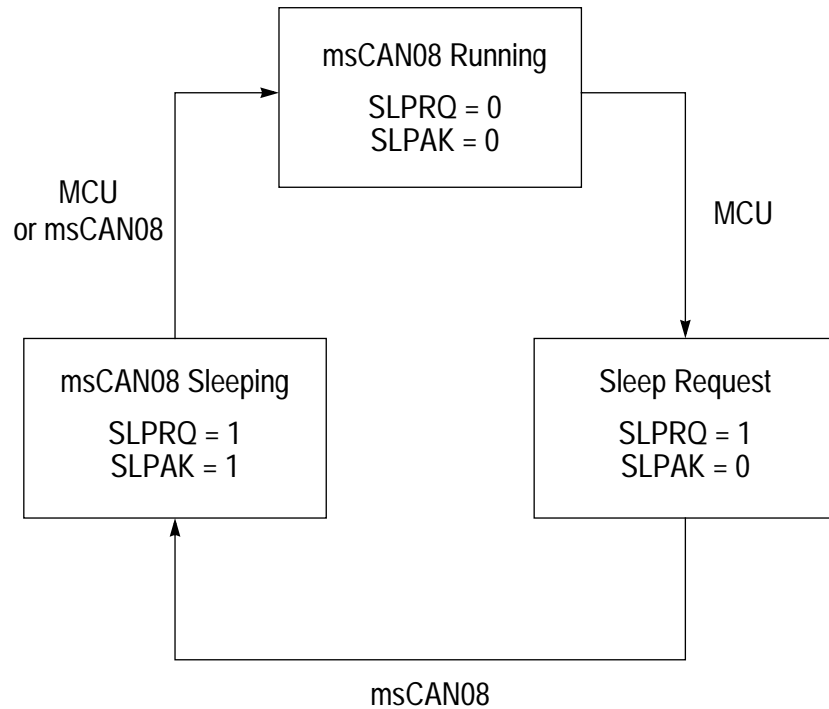 msCAN08 Running
SLPRQ = 0
SLPAK = 0
MCU
or msCAN08
MCU
msCAN08 Sleeping
SLPRQ = 1
SLPAK = 1
Sleep Request
SLPRQ = 1
SLPAK = 0
msCAN08